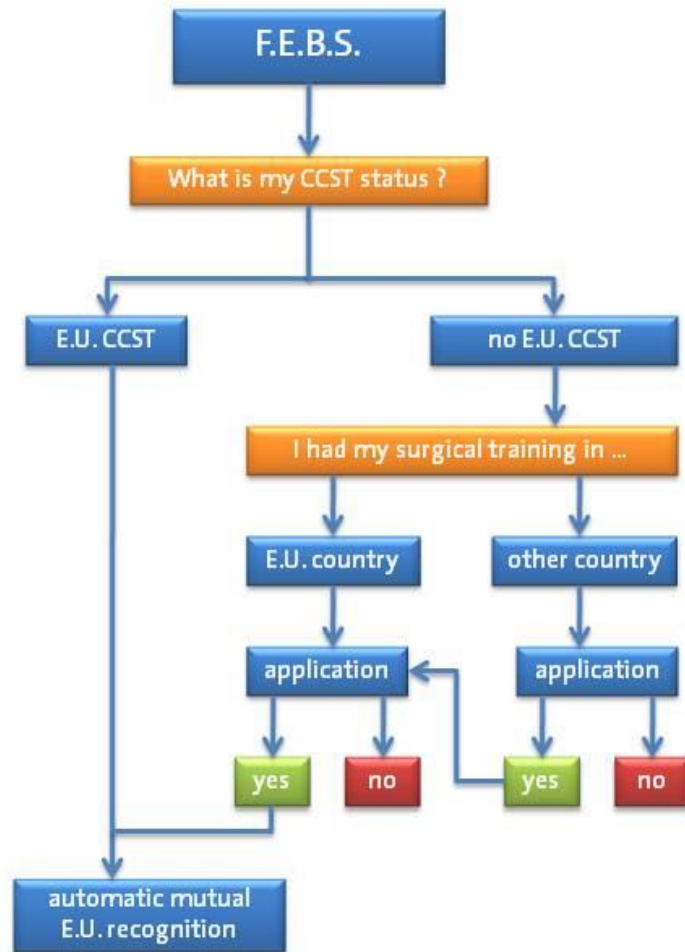 F.E.B.S.
What is my CCST status ?
E.U. CCST
no E.U. CCST
I had my surgical training in ...
E.U. country
other country
application
application
yes
no
yes
no
automatic mutual
E.U. recognition